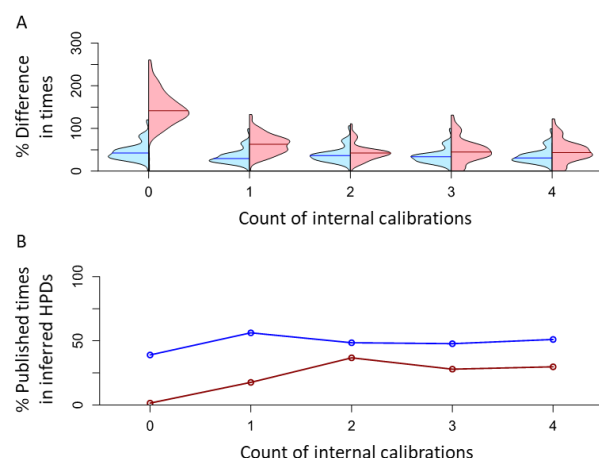 A
% Difference
in times
300
200
100
0
0 1 2 3 4
Count of internal calibrations
B
% Published times
in inferred HPDs
100
50
0
0 1 2 3 4
Count of internal calibrations